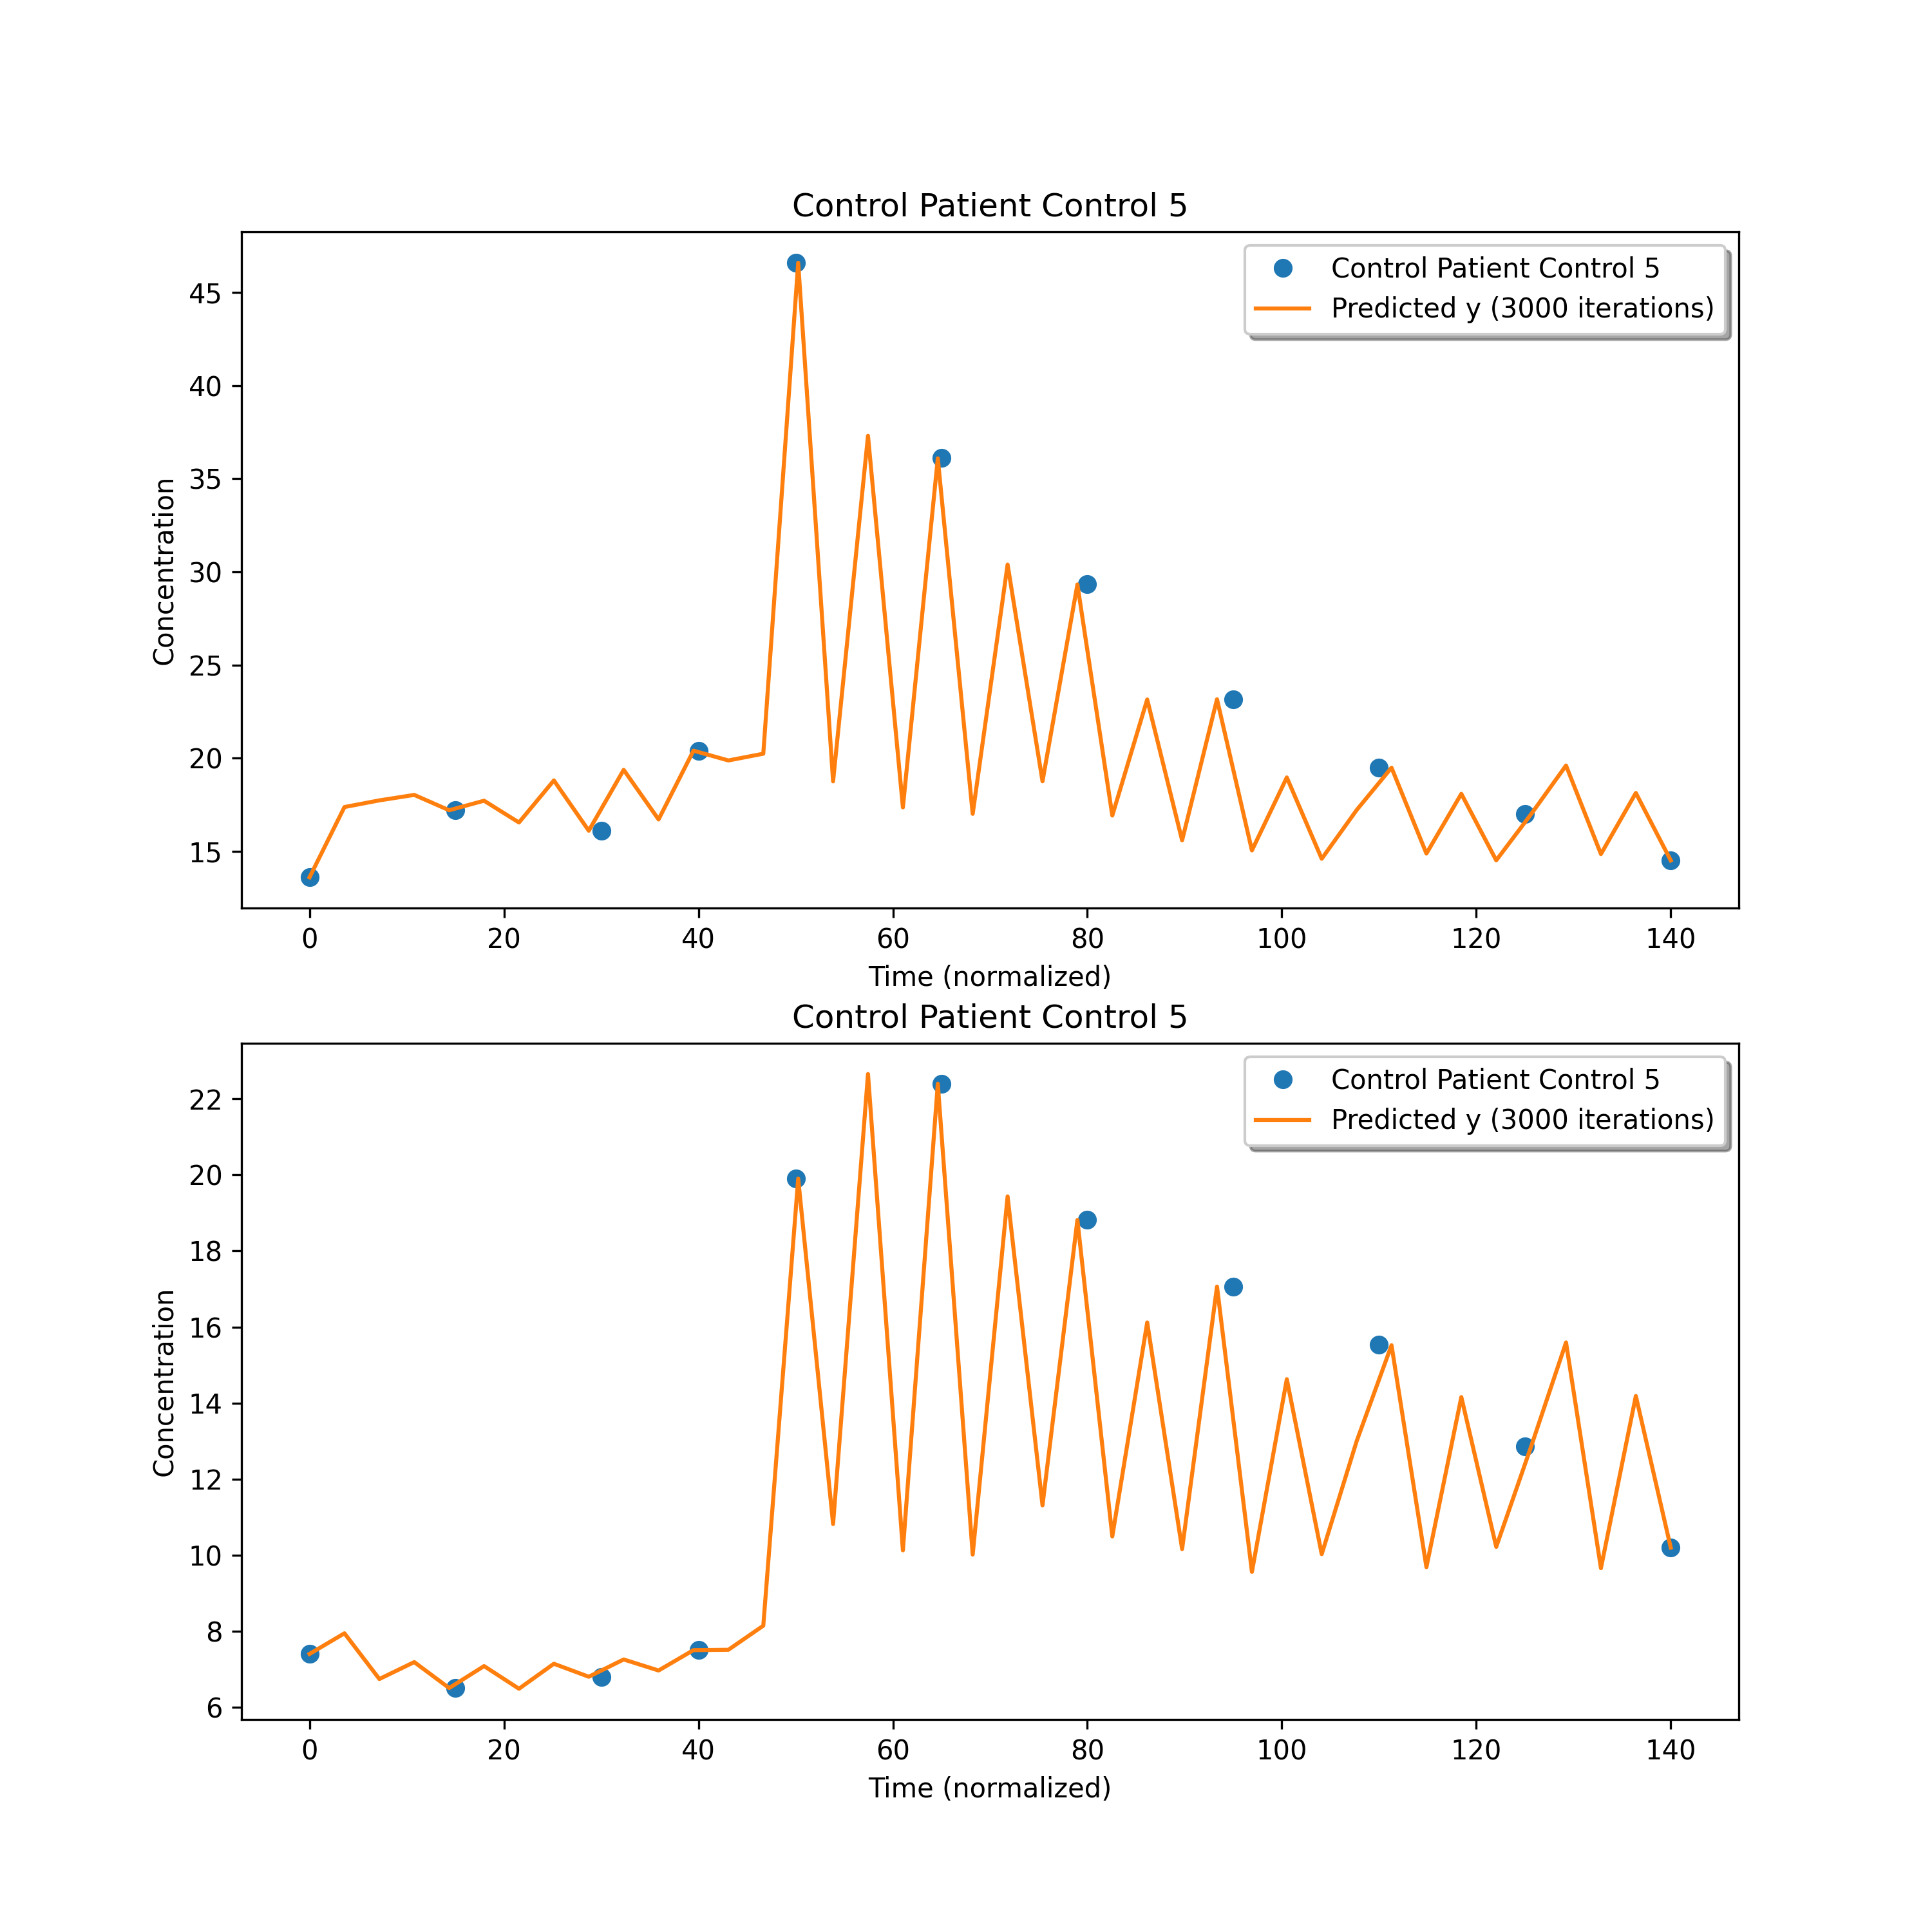 Control Patient Control 5
Control Patient Control 5
Predicted y (3000 iterations)
45
40
35
30
25
20
15
Concentration
0 20 40 60 80 100 120 140
Time (normalized)
Control Patient Control 5
Control Patient Control 5
Predicted y (3000 iterations)
22
20
18
16
14
12
10
8
6
Concentration
0 20 40 60 80 100 120 140
Time (normalized)